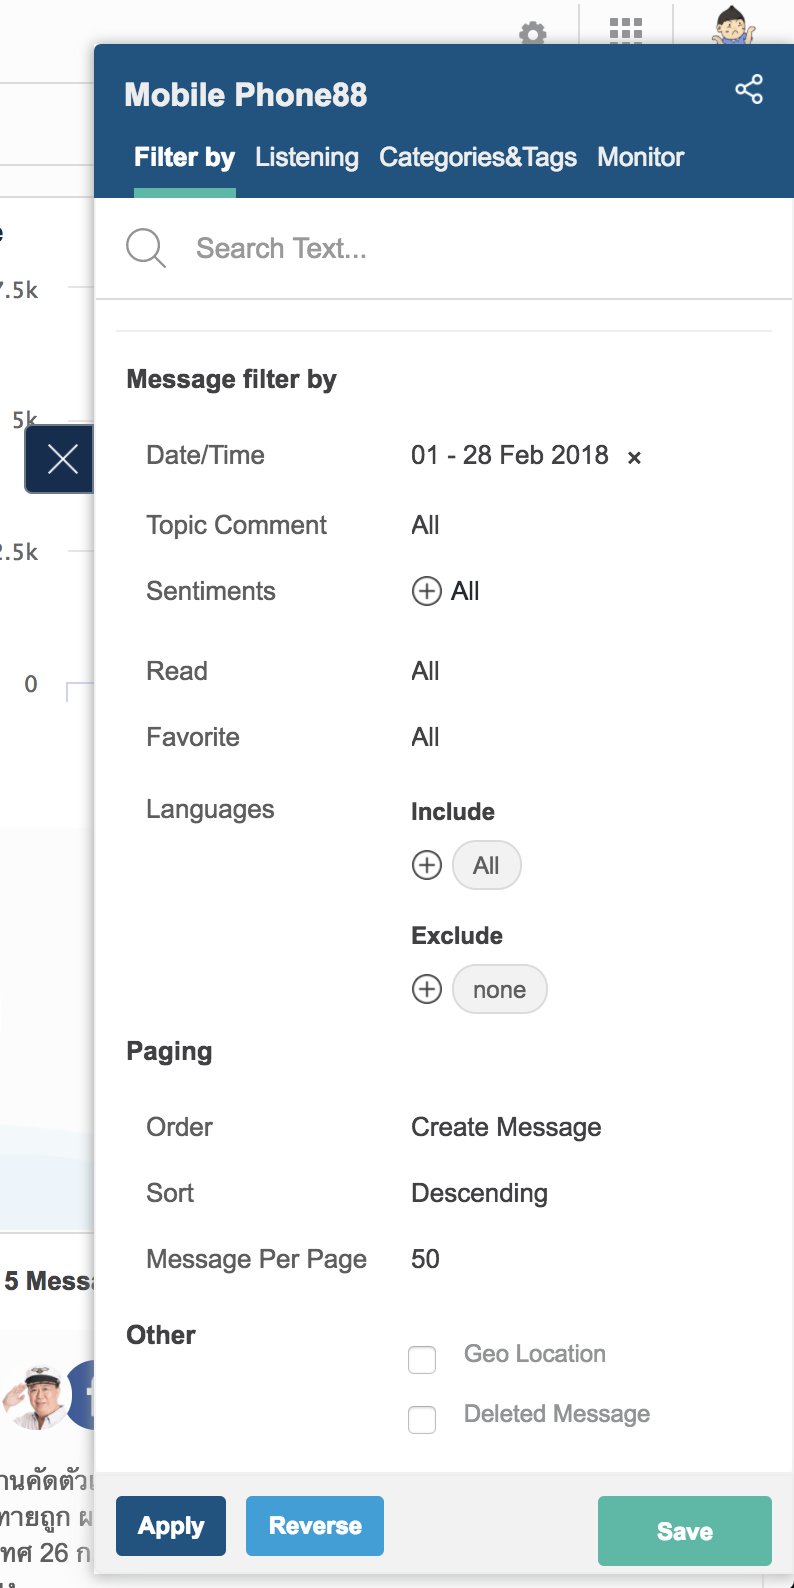 Mobile Phone88
Filter by Listening Categories&Tags Monitor
Search Text...
7.5k
5k
2.5k
0
Message filter by
Date/Time 01 - 28 Feb 2018 ×
Topic Comment All
Sentiments All
Read All
Favorite All
Languages Include
All
Exclude
none
Paging
Order Create Message
Sort Descending
Message Per Page 50
Other
Geo Location
Deleted Message
5 Messa
านคัดตัว
ทายถูก ผ
ทศ 26 ก
Apply Reverse Save